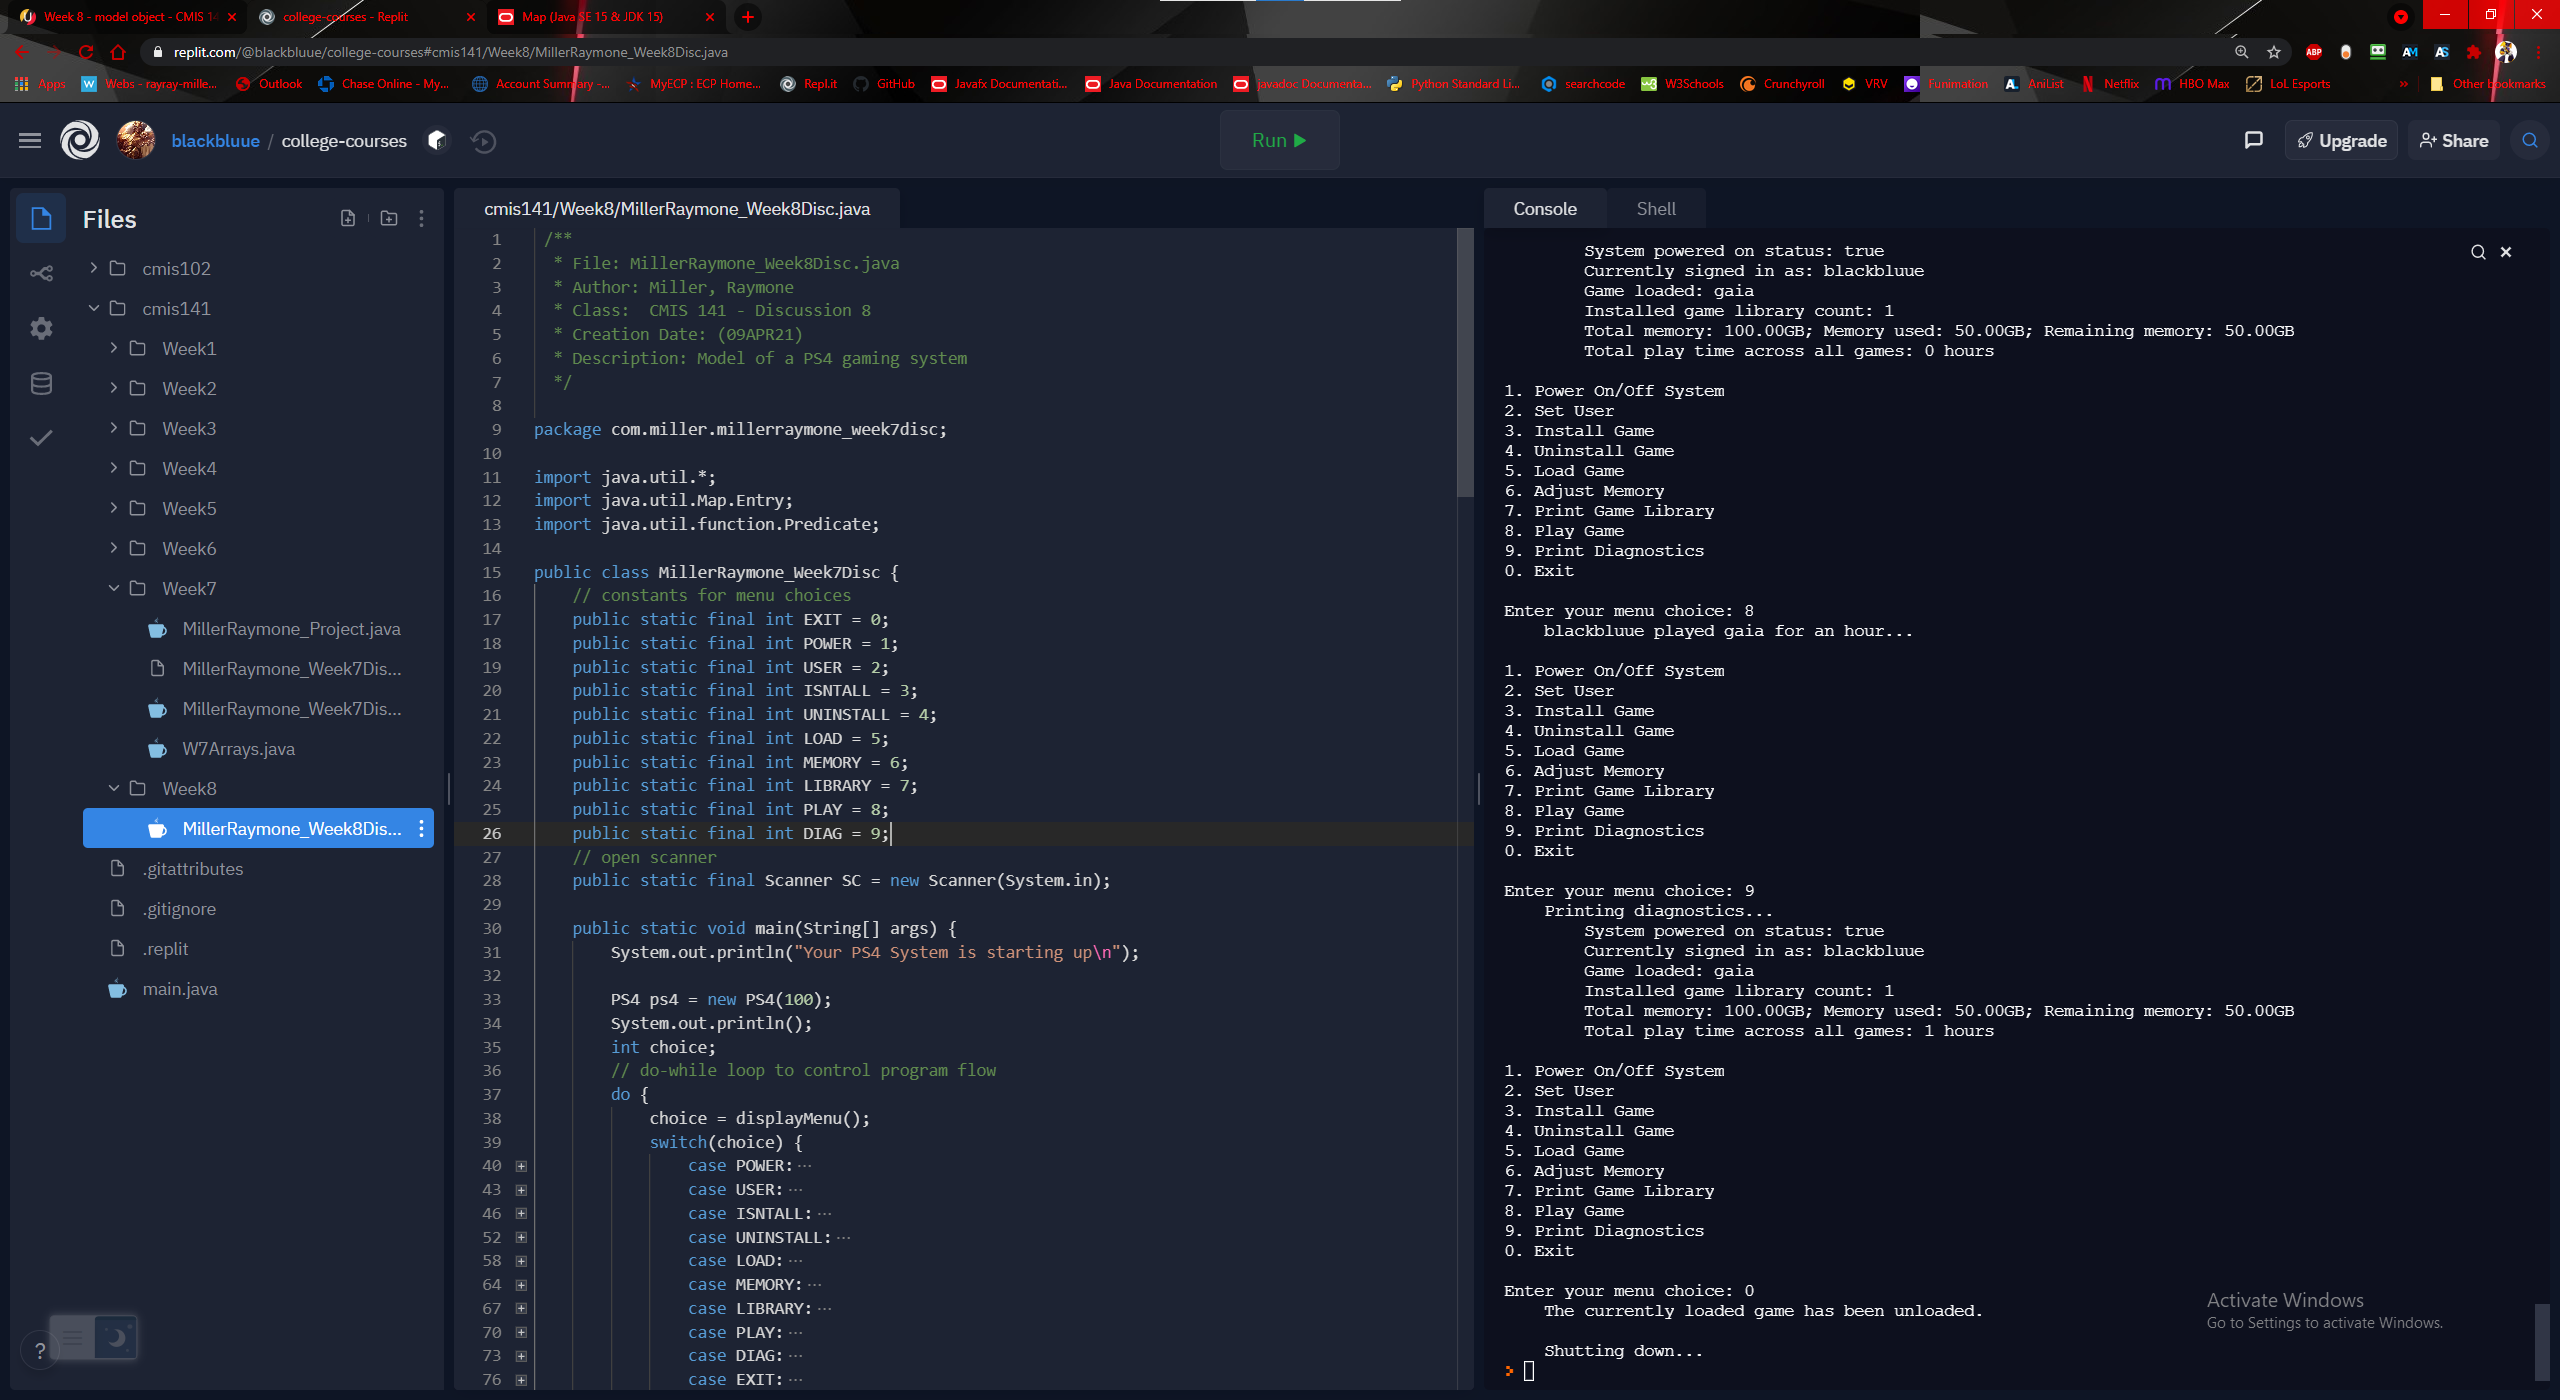 Week 8 - model object - CMIS 14
college-courses - Replit
Map (Java SE 15 & JDK 15)
replit.com/@blackbluue/college-courses#cmis141/Week8/MillerRaymone_Week8Disc.java
Apps
Webs - rayray-mille...
Outlook
Chase Online - My...
Account Summary -...
MyECP : ECP Home...
RepLit
GitHub
Javafx Documentati...
Java Documentation
javadoc Documenta...
Python Standard Li...
searchcode
W3Schools
Crunchyroll
VRV
Funimation
AniList
Netflix
HBO Max
LoL Esports
»
Other bookmarks
blackbluue / college-courses
Run
Upgrade
Share
Files
cmis102
cmis141
Week1
Week2
Week3
Week4
Week5
Week6
Week7
MillerRaymone_Project.java
MillerRaymone_Week7Dis...
MillerRaymone_Week7Dis...
W7Arrays.java
Week8
MillerRaymone_Week8Dis...
.gitattributes
.gitignore
.replit
main.java
?
cmis141/Week8/MillerRaymone_Week8Disc.java
1 /**
2 * File: MillerRaymone_Week8Disc.java
3 * Author: Miller, Raymone
4 * Class:  CMIS 141 - Discussion 8
5 * Creation Date: (09APR21)
6 * Description: Model of a PS4 gaming system
7 */
8
9 package com.miller.millerraymone_week7disc;
10
11 import java.util.*;
12 import java.util.Map.Entry;
13 import java.util.function.Predicate;
14
15 public class MillerRaymone_Week7Disc {
16 // constants for menu choices
17 public static final int EXIT = 0;
18 public static final int POWER = 1;
19 public static final int USER = 2;
20 public static final int ISNTALL = 3;
21 public static final int UNINSTALL = 4;
22 public static final int LOAD = 5;
23 public static final int MEMORY = 6;
24 public static final int LIBRARY = 7;
25 public static final int PLAY = 8;
26 public static final int DIAG = 9;
27 // open scanner
28 public static final Scanner SC = new Scanner(System.in);
29
30 public static void main(String[] args) {
31 System.out.println("Your PS4 System is starting up\n");
32
33 PS4 ps4 = new PS4(100);
34 System.out.println();
35 int choice;
36 // do-while loop to control program flow
37 do {
38 choice = displayMenu();
39 switch(choice) {
40 case POWER:···
43 case USER:···
46 case ISNTALL:···
52 case UNINSTALL:···
58 case LOAD:···
64 case MEMORY:···
67 case LIBRARY:···
70 case PLAY:···
73 case DIAG:···
76 case EXIT:···
Console
Shell
System powered on status: true
Currently signed in as: blackbluue
Game loaded: gaia
Installed game library count: 1
Total memory: 100.00GB; Memory used: 50.00GB; Remaining memory: 50.00GB
Total play time across all games: 0 hours
1. Power On/Off System
2. Set User
3. Install Game
4. Uninstall Game
5. Load Game
6. Adjust Memory
7. Print Game Library
8. Play Game
9. Print Diagnostics
0. Exit
Enter your menu choice: 8
blackbluue played gaia for an hour...
1. Power On/Off System
2. Set User
3. Install Game
4. Uninstall Game
5. Load Game
6. Adjust Memory
7. Print Game Library
8. Play Game
9. Print Diagnostics
0. Exit
Enter your menu choice: 9
Printing diagnostics...
System powered on status: true
Currently signed in as: blackbluue
Game loaded: gaia
Installed game library count: 1
Total memory: 100.00GB; Memory used: 50.00GB; Remaining memory: 50.00GB
Total play time across all games: 1 hours
1. Power On/Off System
2. Set User
3. Install Game
4. Uninstall Game
5. Load Game
6. Adjust Memory
7. Print Game Library
8. Play Game
9. Print Diagnostics
0. Exit
Enter your menu choice: 0
The currently loaded game has been unloaded.
Shutting down...
Activate Windows
Go to Settings to activate Windows.